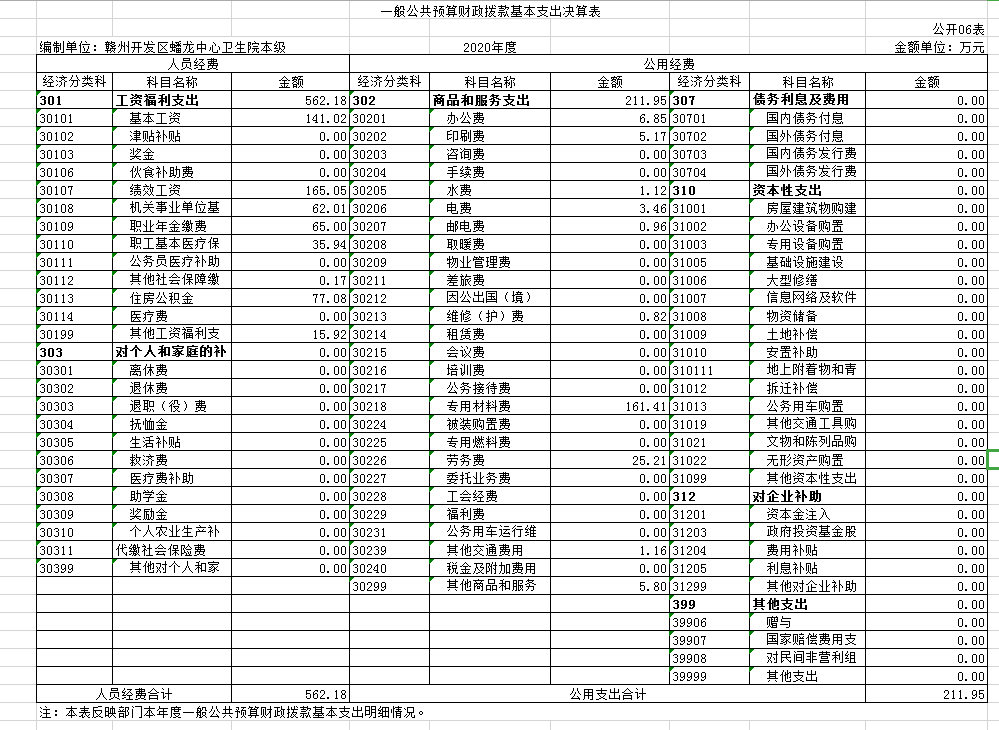 一般公共预算财政拨款基本支出决算表
公开06表
编制单位：赣州开发区蟠龙中心卫生院本级 2020年度 金额单位：万元
人员经费 公用经费
经济分类科 科目名称 金额 经济分类科 科目名称 金额 经济分类科 科目名称 金额
301 工资福利支出 562.18 302 商品和服务支出 211.95 307 债务利息及费用 0.00
30101 基本工资 141.02 30201 办公费 6.85 30701 国内债务付息 0.00
30102 津贴补贴 0.00 30202 印刷费 5.17 30702 国外债务付息 0.00
30103 奖金 0.00 30203 咨询费 0.00 30703 国内债务发行费 0.00
30106 伙食补助费 0.00 30204 手续费 0.00 30704 国外债务发行费 0.00
30107 绩效工资 165.05 30205 水费 1.12 310 资本性支出 0.00
30108 机关事业单位基 62.01 30206 电费 3.46 31001 房屋建筑物购建 0.00
30109 职业年金缴费 65.00 30207 邮电费 0.96 31002 办公设备购置 0.00
30110 职工基本医疗保 35.94 30208 取暖费 0.00 31003 专用设备购置 0.00
30111 公务员医疗补助 0.00 30209 物业管理费 0.00 31005 基础设施建设 0.00
30112 其他社会保障缴 0.17 30211 差旅费 0.00 31006 大型修缮 0.00
30113 住房公积金 77.08 30212 因公出国（境） 0.00 31007 信息网络及软件 0.00
30114 医疗费 0.00 30213 维修（护）费 0.82 31008 物资储备 0.00
30199 其他工资福利支 15.92 30214 租赁费 0.00 31009 土地补偿 0.00
303 对个人和家庭的补 0.00 30215 会议费 0.00 31010 安置补助 0.00
30301 离休费 0.00 30216 培训费 0.00 310111 地上附着物和青 0.00
30302 退休费 0.00 30217 公务接待费 0.00 31012 拆迁补偿 0.00
30303 退职（役）费 0.00 30218 专用材料费 161.41 31013 公务用车购置 0.00
30304 抚恤金 0.00 30224 被装购置费 0.00 31019 其他交通工具购 0.00
30305 生活补贴 0.00 30225 专用燃料费 0.00 31021 文物和陈列品购 0.00
30306 救济费 0.00 30226 劳务费 25.21 31022 无形资产购置 0.00
30307 医疗费补助 0.00 30227 委托业务费 0.00 31099 其他资本性支出 0.00
30308 助学金 0.00 30228 工会经费 0.00 312 对企业补助 0.00
30309 奖励金 0.00 30229 福利费 0.00 31201 资本金注入 0.00
30310 个人农业生产补 0.00 30231 公务用车运行维 0.00 31203 政府投资基金股 0.00
30311 代缴社会保险费 0.00 30239 其他交通费用 1.16 31204 费用补贴 0.00
30399 其他对个人和家 0.00 30240 税金及附加费用 0.00 31205 利息补贴 0.00
30299 其他商品和服务 5.80 31299 其他对企业补助 0.00
399 其他支出 0.00
39906 赠与 0.00
39907 国家赔偿费用支 0.00
39908 对民间非营利组 0.00
39999 其他支出 0.00
人员经费合计 562.18 公用支出合计 211.95
注：本表反映部门本年度一般公共预算财政拨款基本支出明细情况。